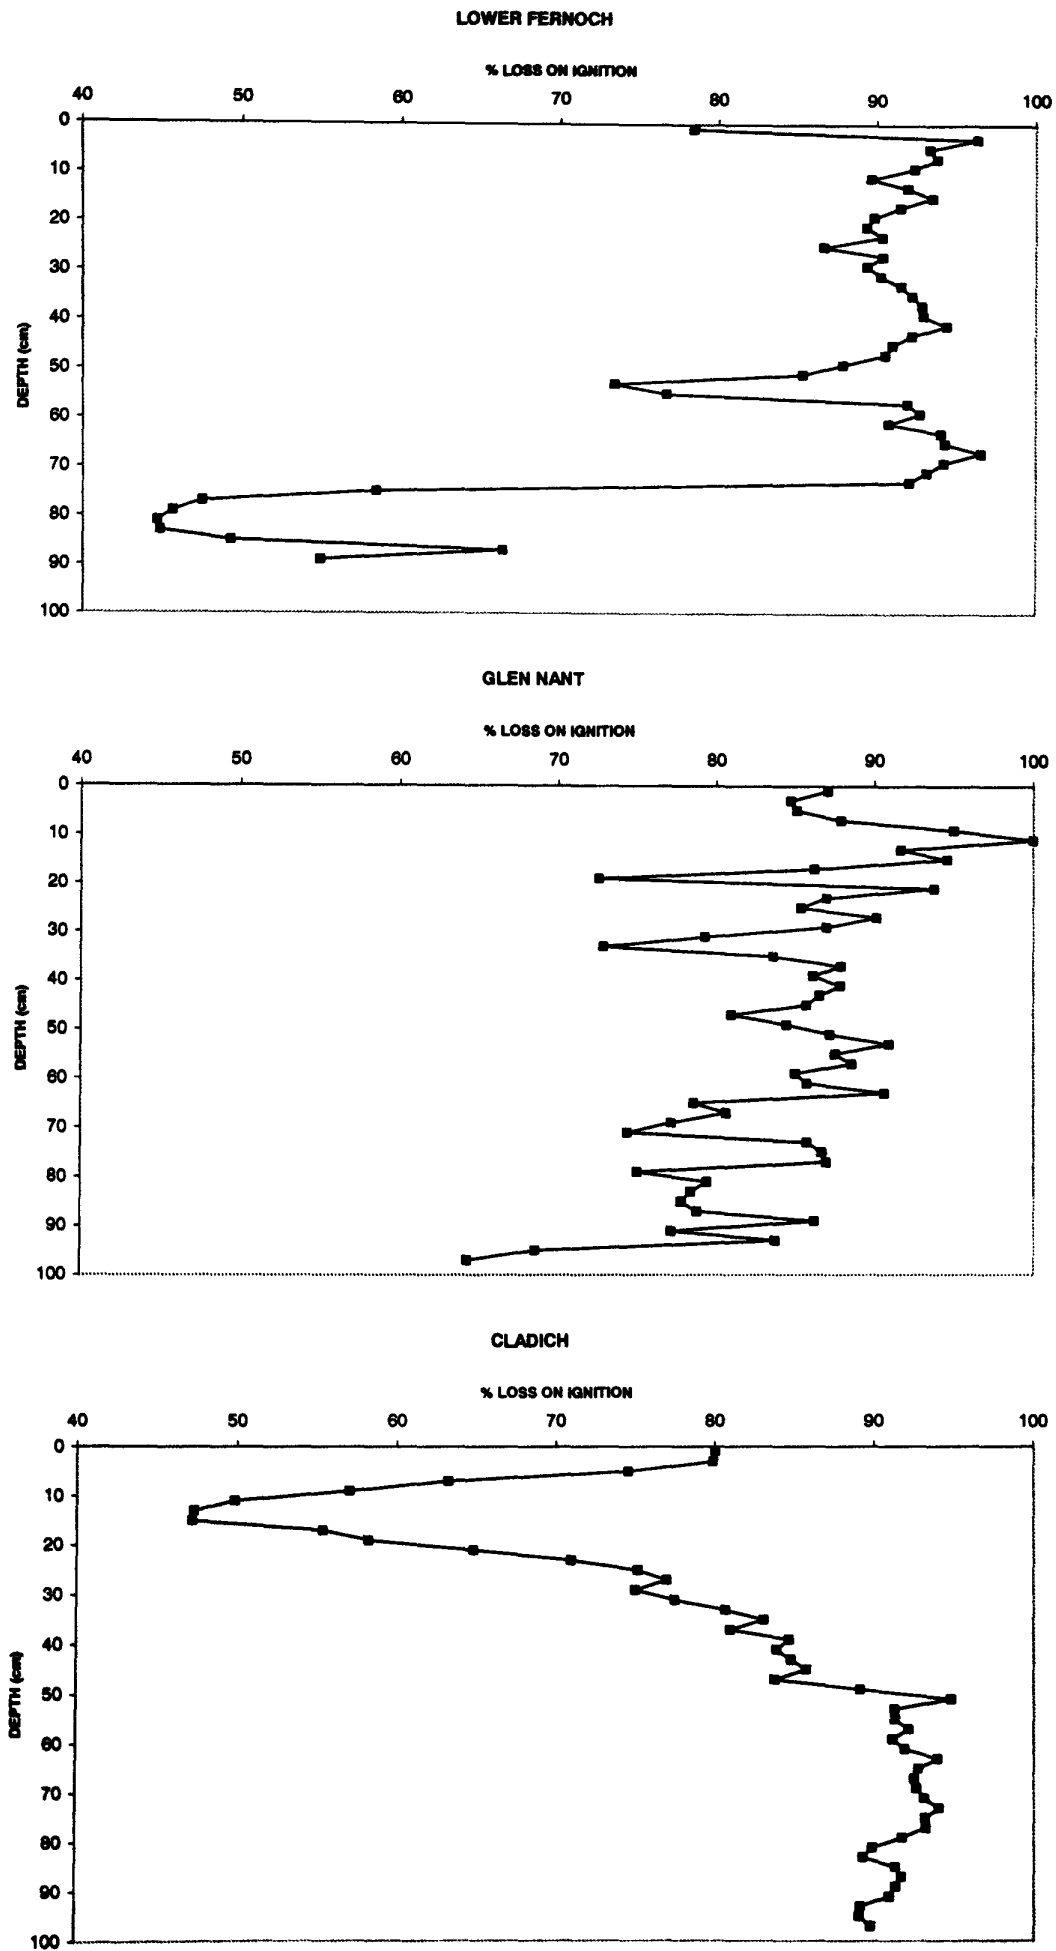 LOWER FERNOCH
% LOSS ON IGNITION
40 50 60 70 80 90 100
0
10
20
30
40
50
60
70
80
90
100
DEPTH (cm)
GLEN NANT
% LOSS ON IGNITION
40 50 60 70 80 90 100
0
10
20
30
40
50
60
70
80
90
100
DEPTH (cm)
CLADICH
% LOSS ON IGNITION
40 50 60 70 80 90 100
0
10
20
30
40
50
60
70
80
90
100
DEPTH (cm)